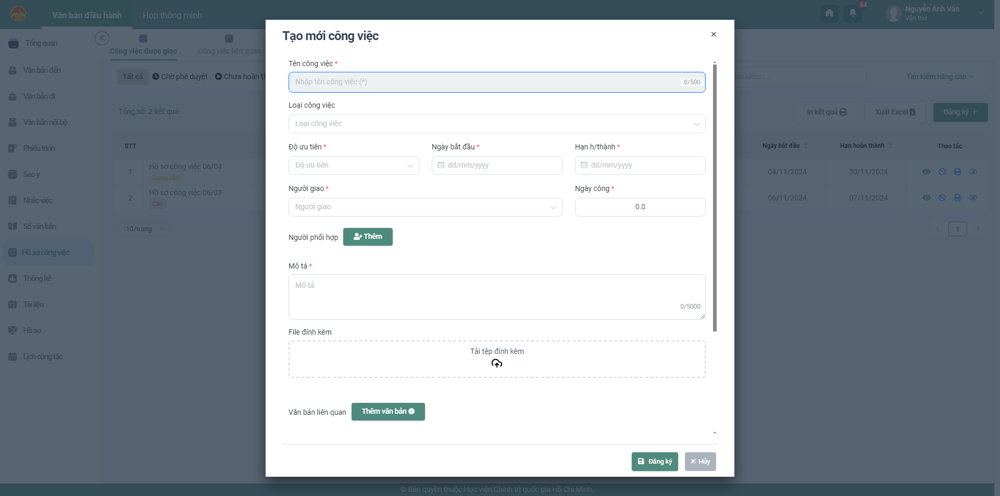 Văn bản điều hành
Họp thông minh
64
Nguyễn Ánh Vân
Văn thư
Tổng quan
Văn bản đến
Văn bản đi
Văn bản nội bộ
Phiếu trình
Sao y
Nhắc việc
Sổ văn bản
Hồ sơ công việc
Thống kê
Tài liệu
Hồ sơ
Lịch công tác
Công việc được giao
Công việc liên quan
Tất cả
Chờ phê duyệt
Chưa hoàn
kiếm ....
Tìm kiếm nâng cao
Tổng số: 2 kết quả
In kết quả
Xuất Excel
Đăng ký
STT
Ngày bắt đầu
Hạn hoàn thành
Thao tác
1
Hồ sơ công việc 06/04
Trung bình
04/11/2024
30/11/2024
2
Hồ sơ công việc 06/03
Cao
06/11/2024
07/11/2024
10/trang
1
Tạo mới công việc
Tên công việc *
Nhập tên công việc (*)
0/500
Loại công việc
Loại công việc
Độ ưu tiên *
Ngày bắt đầu *
Hạn h/thành *
Độ ưu tiên
dd/mm/yyyy
dd/mm/yyyy
Người giao *
Ngày công *
Người giao
0.0
Người phối hợp
Thêm
Mô tả *
Mô tả
0/5000
File đính kèm
Tải tệp đính kèm
Văn bản liên quan
Thêm văn bản
Đăng ký
Hủy
© Bản quyền thuộc Học viện Chính trị quốc gia Hồ Chí Minh.